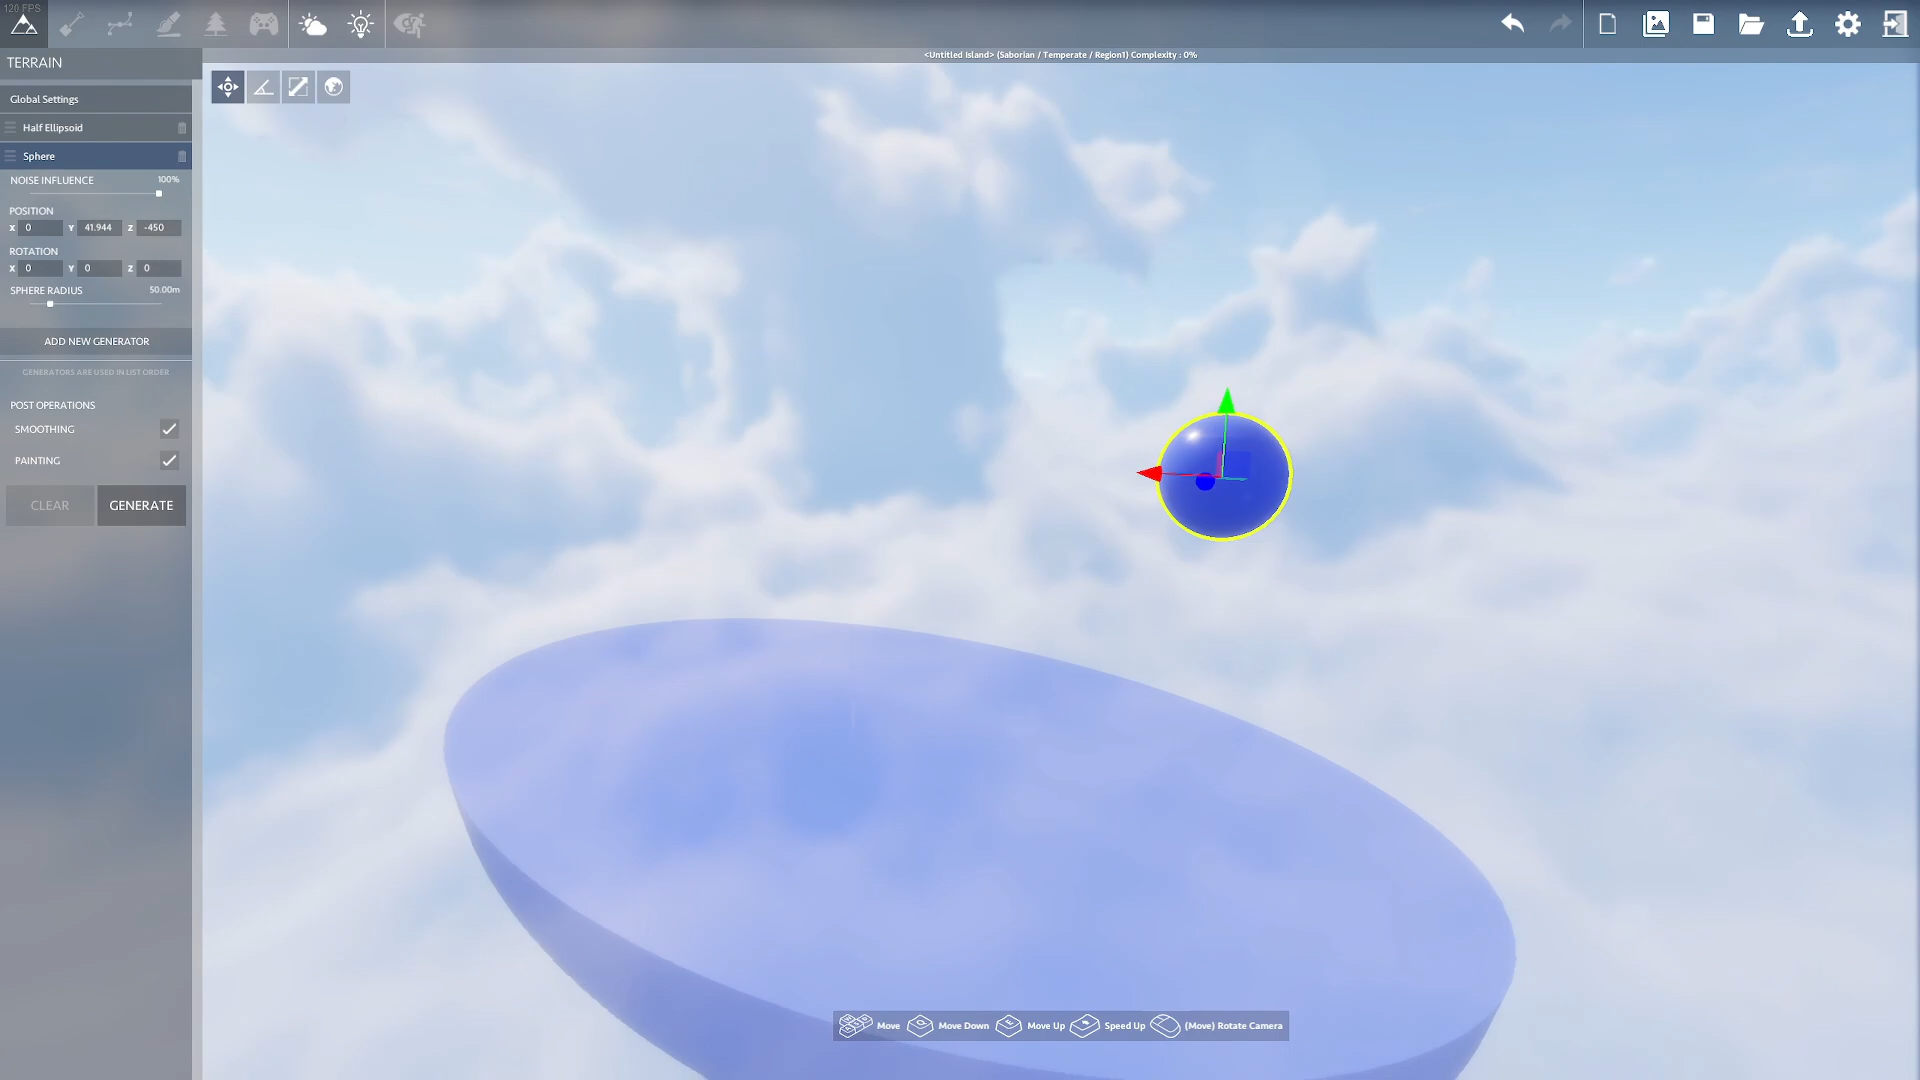 120 FPS
<Untitled Island> (Saborian / Temperate / Region1) Complexity : 0%
TERRAIN
Global Settings
Half Ellipsoid
Sphere
NOISE INFLUENCE 100%
POSITION
X 0 Y 41.944 Z -450
ROTATION
X 0 Y 0 Z 0
SPHERE RADIUS 50.00m
ADD NEW GENERATOR
GENERATORS ARE USED IN LIST ORDER
POST OPERATIONS
SMOOTHING
PAINTING
CLEAR GENERATE
Move Move Down Move Up Speed Up (Move) Rotate Camera